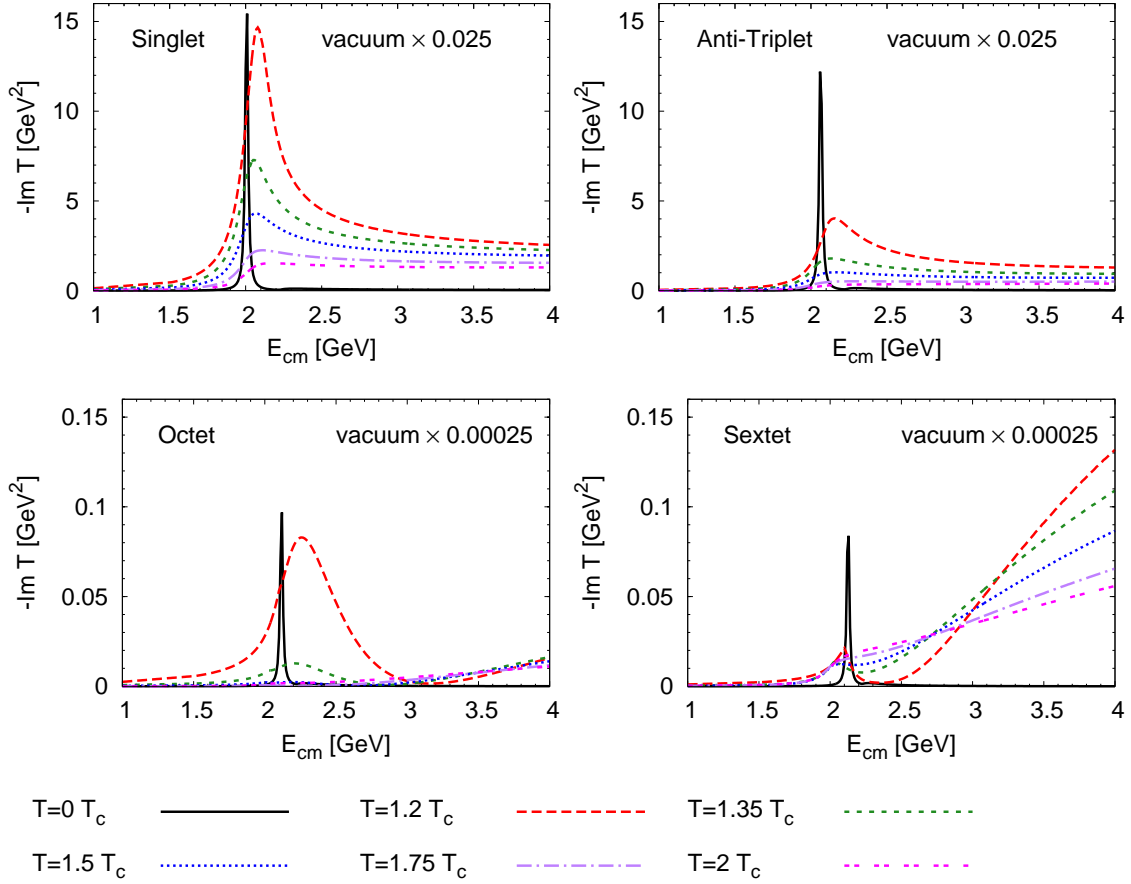 15
10
5
0
-Im T [GeV²]
Singlet vacuum × 0.025
1 1.5 2 2.5 3 3.5 4
E_cm [GeV]
15
10
5
0
-Im T [GeV²]
Anti-Triplet vacuum × 0.025
1 1.5 2 2.5 3 3.5 4
E_cm [GeV]
0.15
0.1
0.05
0
-Im T [GeV²]
Octet vacuum × 0.00025
1 1.5 2 2.5 3 3.5 4
E_cm [GeV]
0.15
0.1
0.05
0
-Im T [GeV²]
Sextet vacuum × 0.00025
1 1.5 2 2.5 3 3.5 4
E_cm [GeV]
T=0 T_c T=1.2 T_c T=1.35 T_c
T=1.5 T_c T=1.75 T_c T=2 T_c